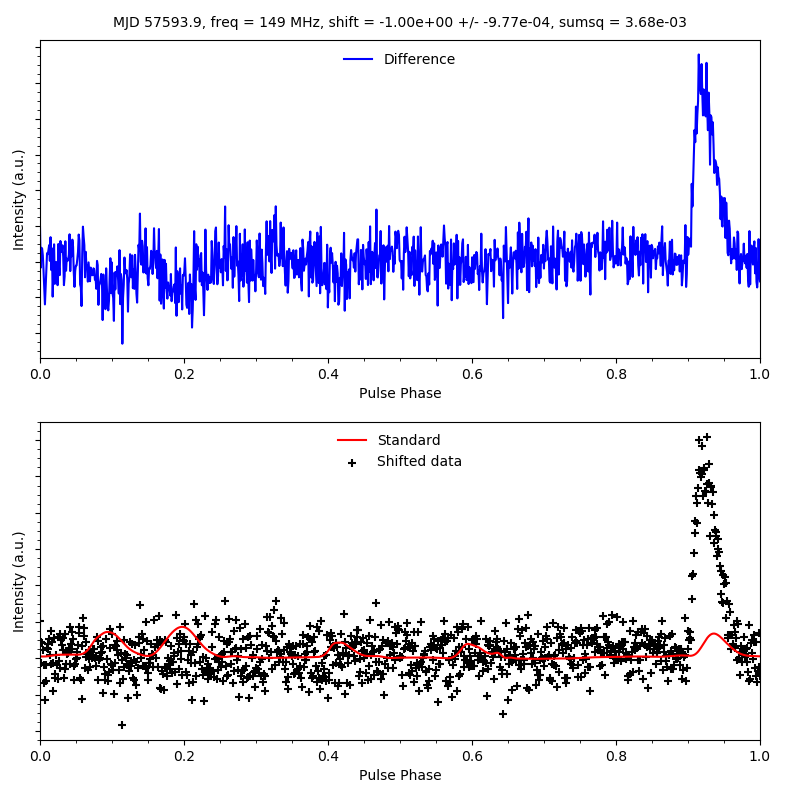 MJD 57593.9, freq = 149 MHz, shift = -1.00e+00 +/- -9.77e-04, sumsq = 3.68e-03
Difference
Intensity (a.u.)
0.0 0.2 0.4 0.6 0.8 1.0
Pulse Phase
Standard
Shifted data
Intensity (a.u.)
0.0 0.2 0.4 0.6 0.8 1.0
Pulse Phase